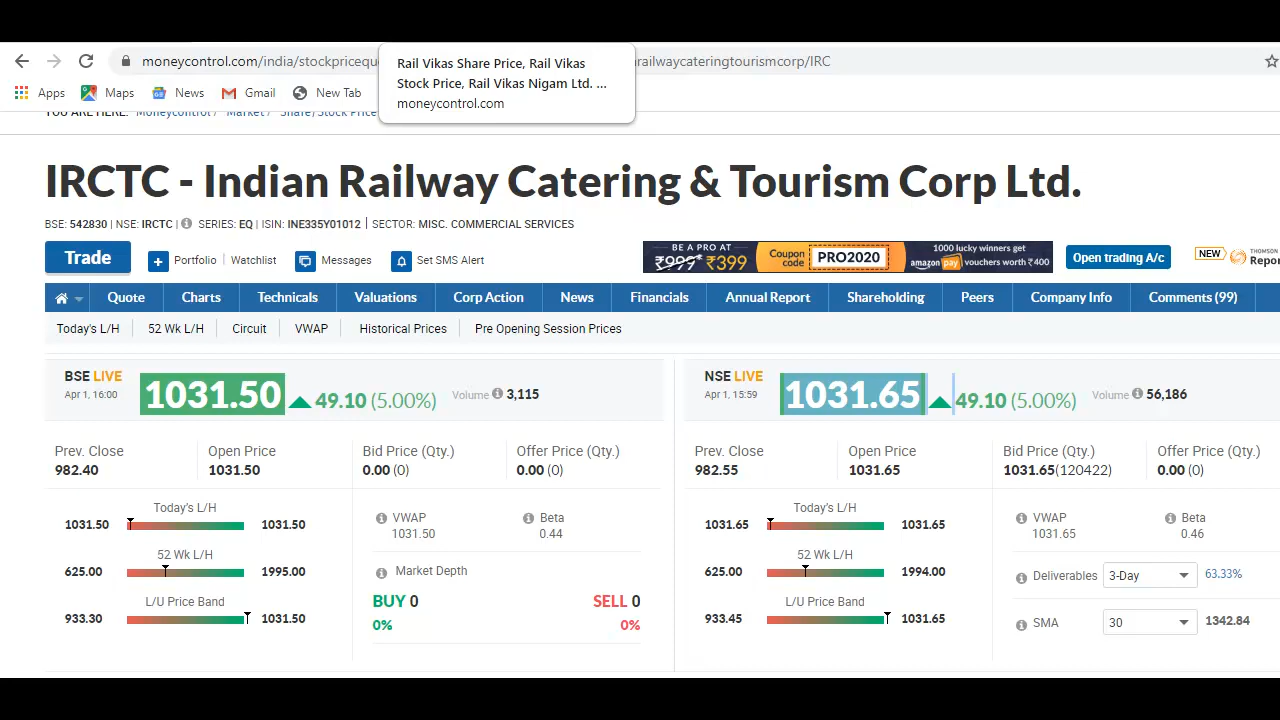 moneycontrol.com/india/stockpricequ
railwaycateringtourismcorp/IRC
Rail Vikas Share Price, Rail Vikas
Stock Price, Rail Vikas Nigam Ltd. ...
moneycontrol.com
Apps Maps News Gmail New Tab
YOU ARE HERE: Moneycontrol / Market / Share/Stock Price
IRCTC - Indian Railway Catering & Tourism Corp Ltd.
BSE: 542830 | NSE: IRCTC | SERIES: EQ | ISIN: INE335Y01012 | SECTOR: MISC. COMMERCIAL SERVICES
Trade
+ Portfolio | Watchlist Messages Set SMS Alert
BE A PRO AT
₹999* ₹399
Coupon
code PRO2020
1000 lucky winners get
amazon pay vouchers worth ₹400
Open trading A/c
NEW
THOMSON
Repor
Quote Charts Technicals Valuations Corp Action News Financials Annual Report Shareholding Peers Company Info Comments (99)
Today's L/H 52 Wk L/H Circuit VWAP Historical Prices Pre Opening Session Prices
BSE LIVE
Apr 1, 16:00
1031.50 49.10 (5.00%) Volume 3,115
Prev. Close Open Price Bid Price (Qty.) Offer Price (Qty.)
982.40 1031.50 0.00 (0) 0.00 (0)
Today's L/H
1031.50 1031.50
52 Wk L/H
625.00 1995.00
L/U Price Band
933.30 1031.50
VWAP Beta
1031.50 0.44
Market Depth
BUY 0 SELL 0
0% 0%
NSE LIVE
Apr 1, 15:59
1031.65 49.10 (5.00%) Volume 56,186
Prev. Close Open Price Bid Price (Qty.) Offer Price (Qty.)
982.55 1031.65 1031.65(120422) 0.00 (0)
Today's L/H
1031.65 1031.65
52 Wk L/H
625.00 1994.00
L/U Price Band
933.45 1031.65
VWAP Beta
1031.65 0.46
Deliverables 3-Day 63.33%
SMA 30 1342.84